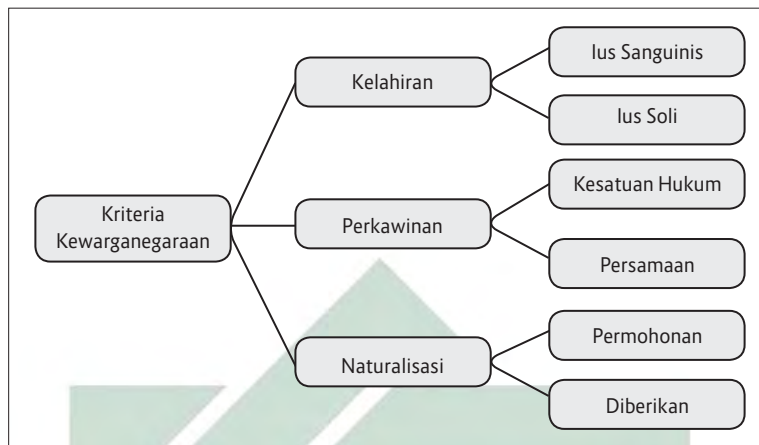 Kriteria
Kewarganegaraan
Kelahiran
Ius Sanguinis
Ius Soli
Perkawinan
Kesatuan Hukum
Persamaan
Naturalisasi
Permohonan
Diberikan